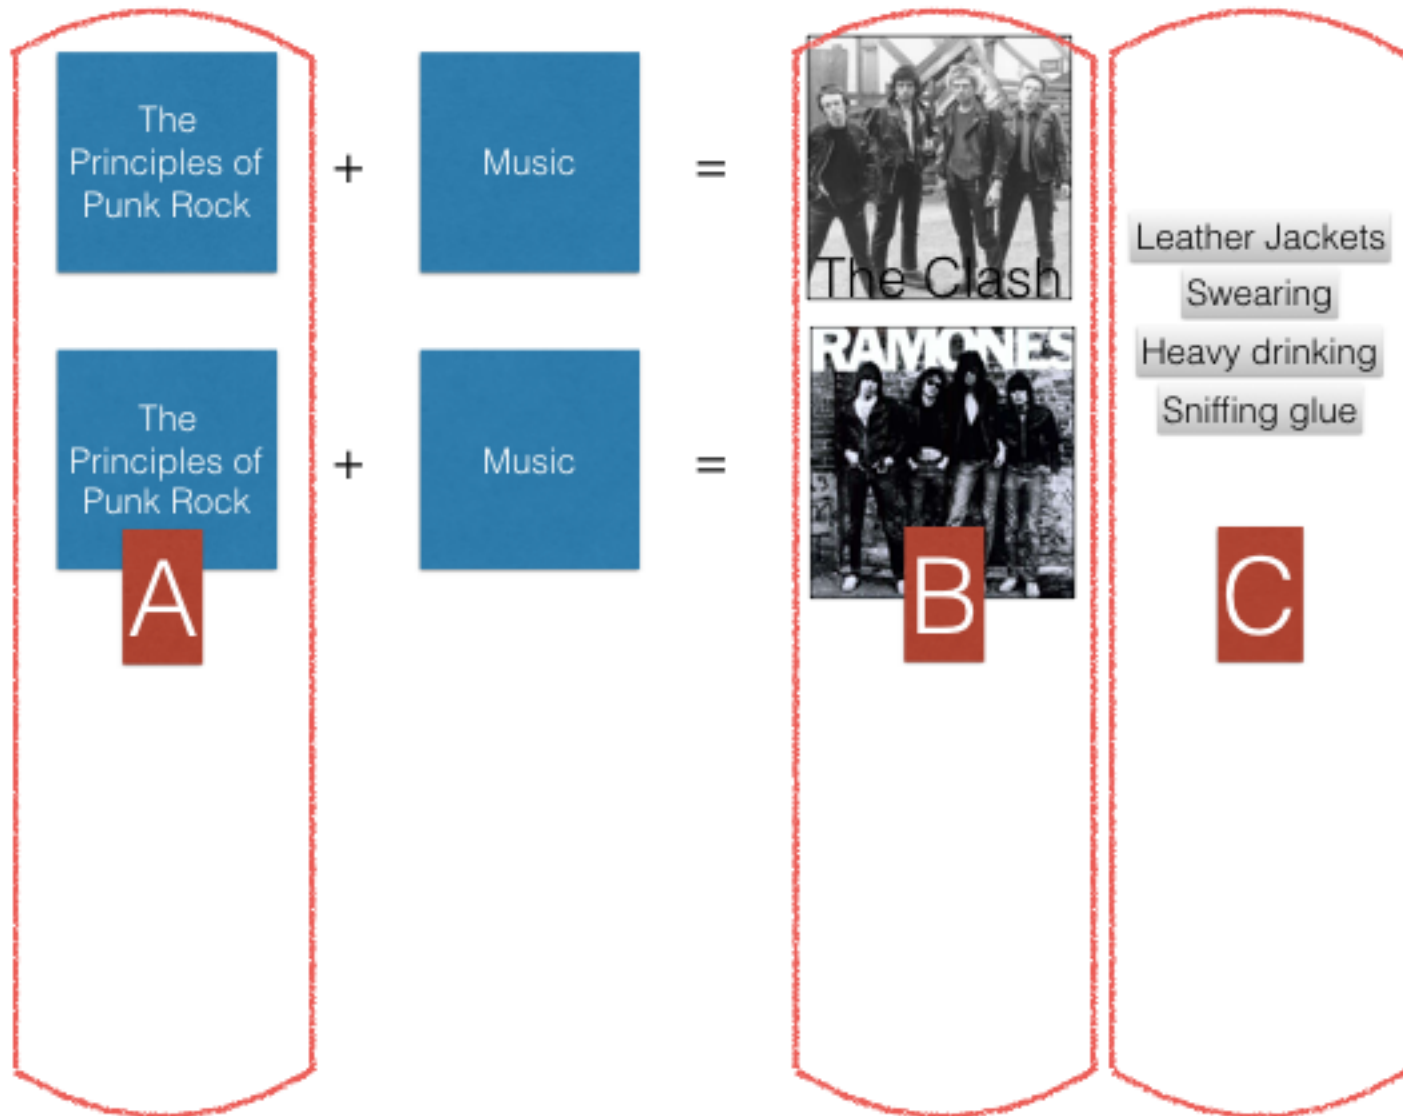 The
Principles of
Punk Rock
+
Music
=
The Clash
The
Principles of
Punk Rock
+
Music
=
RAMONES
Leather Jackets
Swearing
Heavy drinking
Sniffing glue
A
B
C